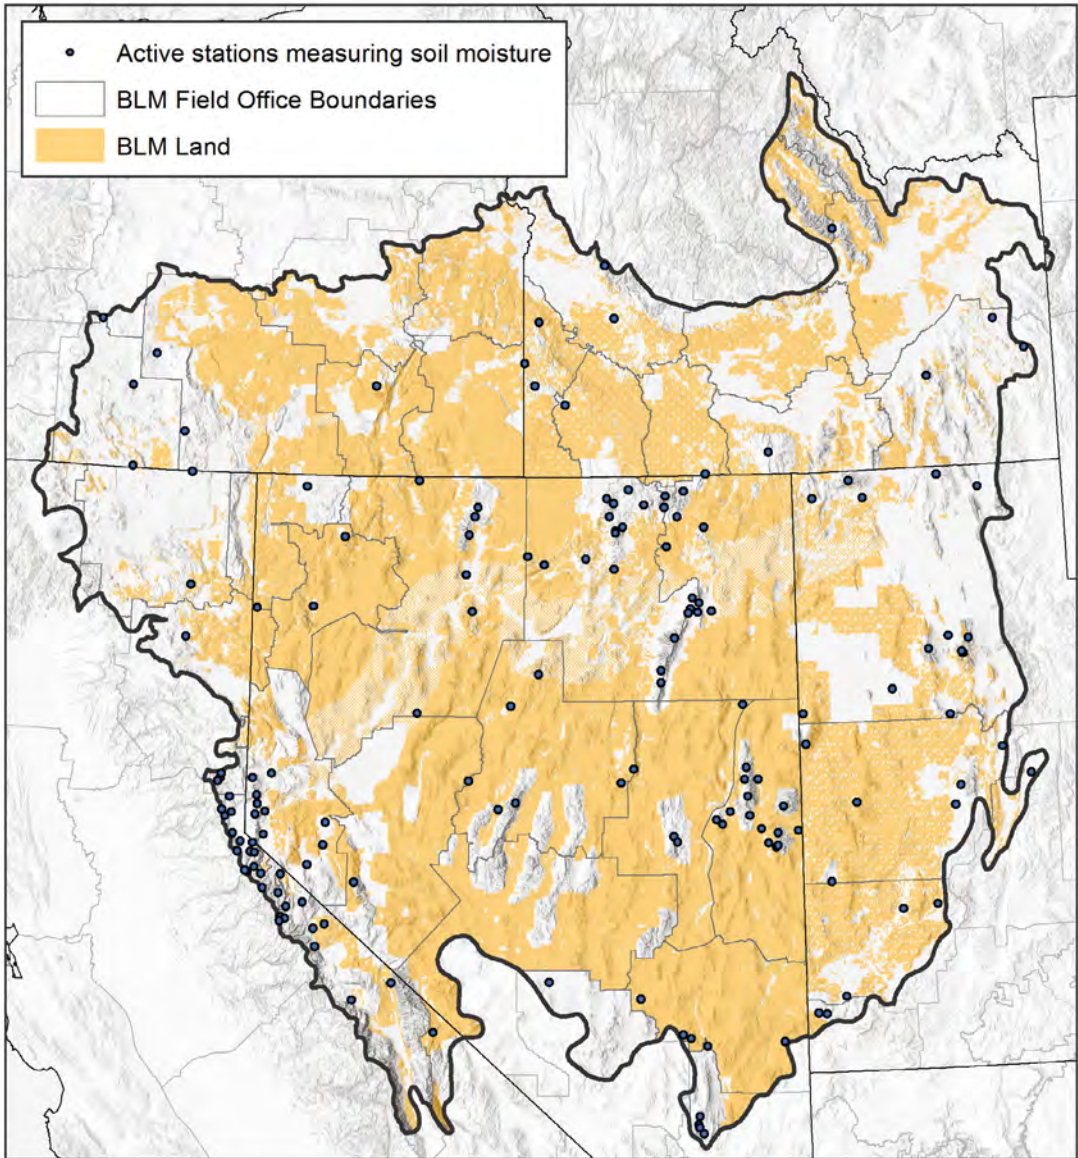 Active stations measuring soil moisture
BLM Field Office Boundaries
BLM Land